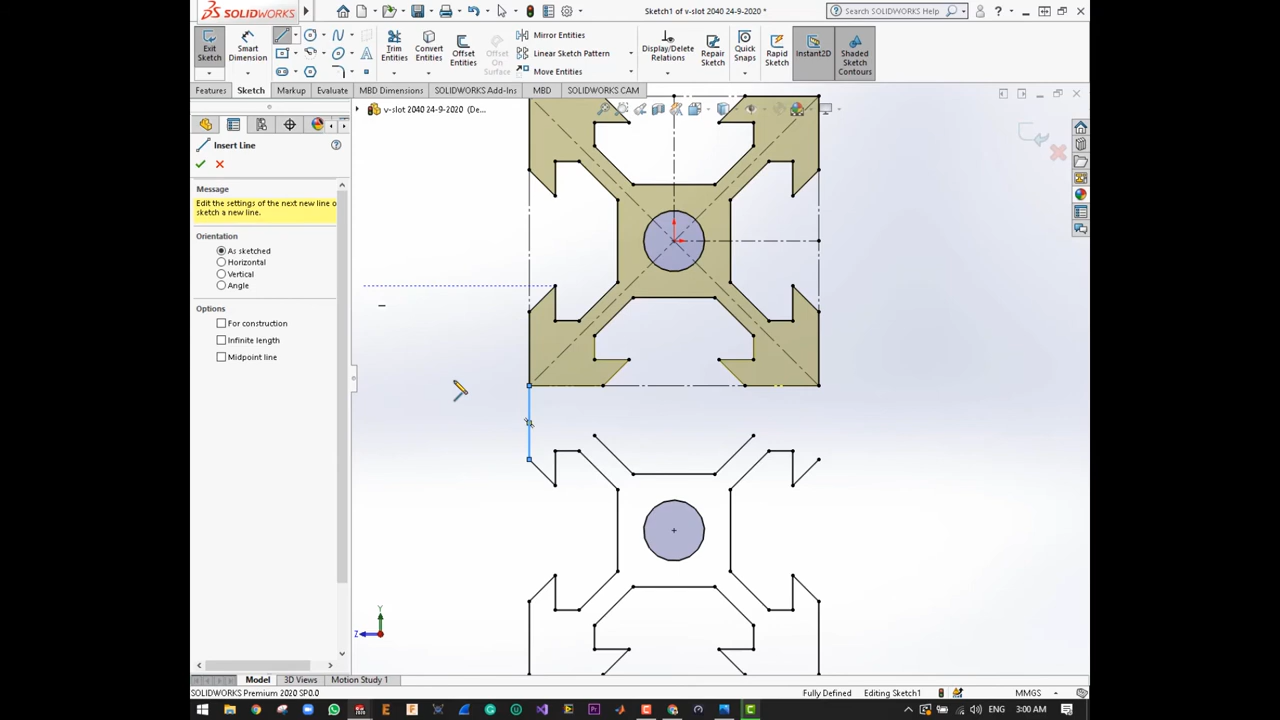 SOLIDWORKS
Sketch1 of v-slot 2040 24-9-2020 *
Search SOLIDWORKS Help
Exit Sketch
Smart Dimension
Trim Entities
Convert Entities
Offset Entities
Offset On Surface
Mirror Entities
Linear Sketch Pattern
Move Entities
Display/Delete Relations
Repair Sketch
Quick Snaps
Rapid Sketch
Instant2D
Shaded Sketch Contours
Features
Sketch
Markup
Evaluate
MBD Dimensions
SOLIDWORKS Add-Ins
MBD
SOLIDWORKS CAM
v-slot 2040 24-9-2020 (De...
Insert Line
Message
Edit the settings of the next new line o
sketch a new line.
Orientation
As sketched
Horizontal
Vertical
Angle
Options
For construction
Infinite length
Midpoint line
Y
Z
Model
3D Views
Motion Study 1
SOLIDWORKS Premium 2020 SP0.0
Fully Defined
Editing Sketch1
MMGS
ENG
3:00 AM